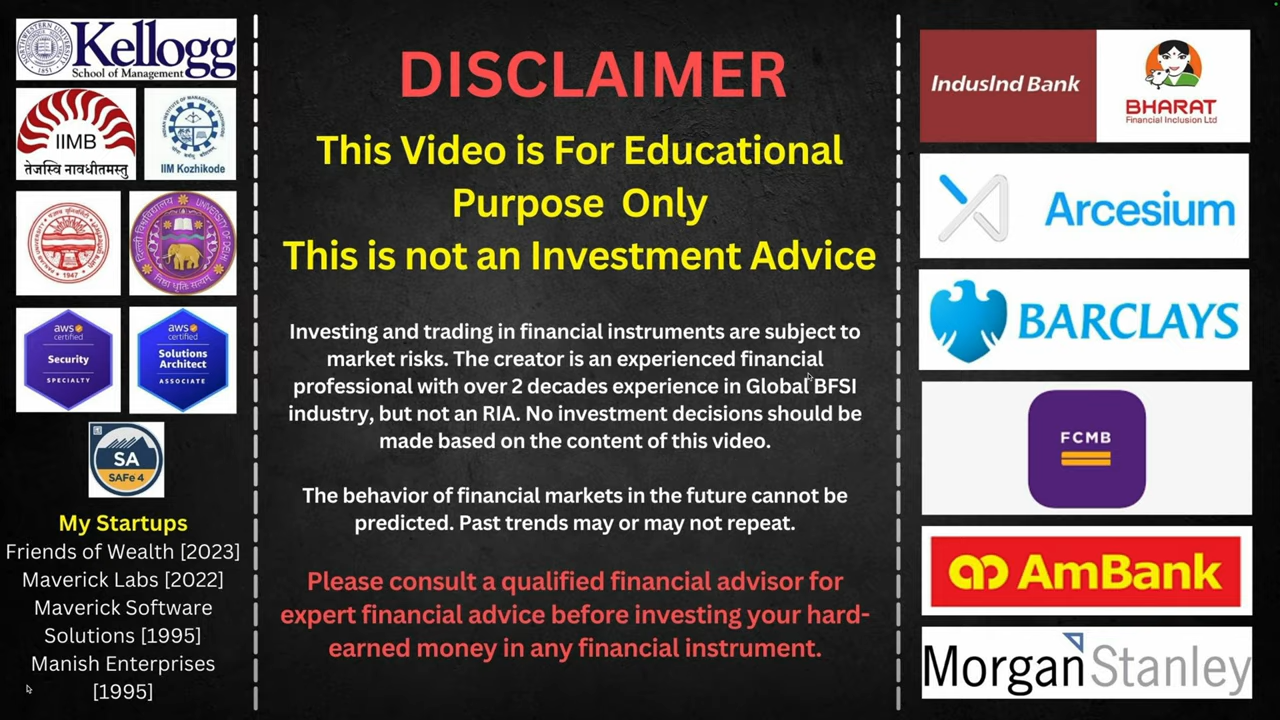 Kellogg
School of Management
IIMB
तेजस्वि नावधीतमस्तु
IIM Kozhikode
1947
aws
certified
Security
SPECIALTY
aws
certified
Solutions
Architect
ASSOCIATE
SA
SAFe 4
My Startups
Friends of Wealth [2023]
Maverick Labs [2022]
Maverick Software
Solutions [1995]
Manish Enterprises
[1995]
DISCLAIMER
This Video is For Educational
Purpose Only
This is not an Investment Advice
Investing and trading in financial instruments are subject to
market risks. The creator is an experienced financial
professional with over 2 decades experience in Global BFSI
industry, but not an RIA. No investment decisions should be
made based on the content of this video.
The behavior of financial markets in the future cannot be
predicted. Past trends may or may not repeat.
Please consult a qualified financial advisor for
expert financial advice before investing your hard-
earned money in any financial instrument.
IndusInd Bank
BHARAT
Financial Inclusion Ltd
Arcesium
BARCLAYS
FCMB
AmBank
Morgan Stanley